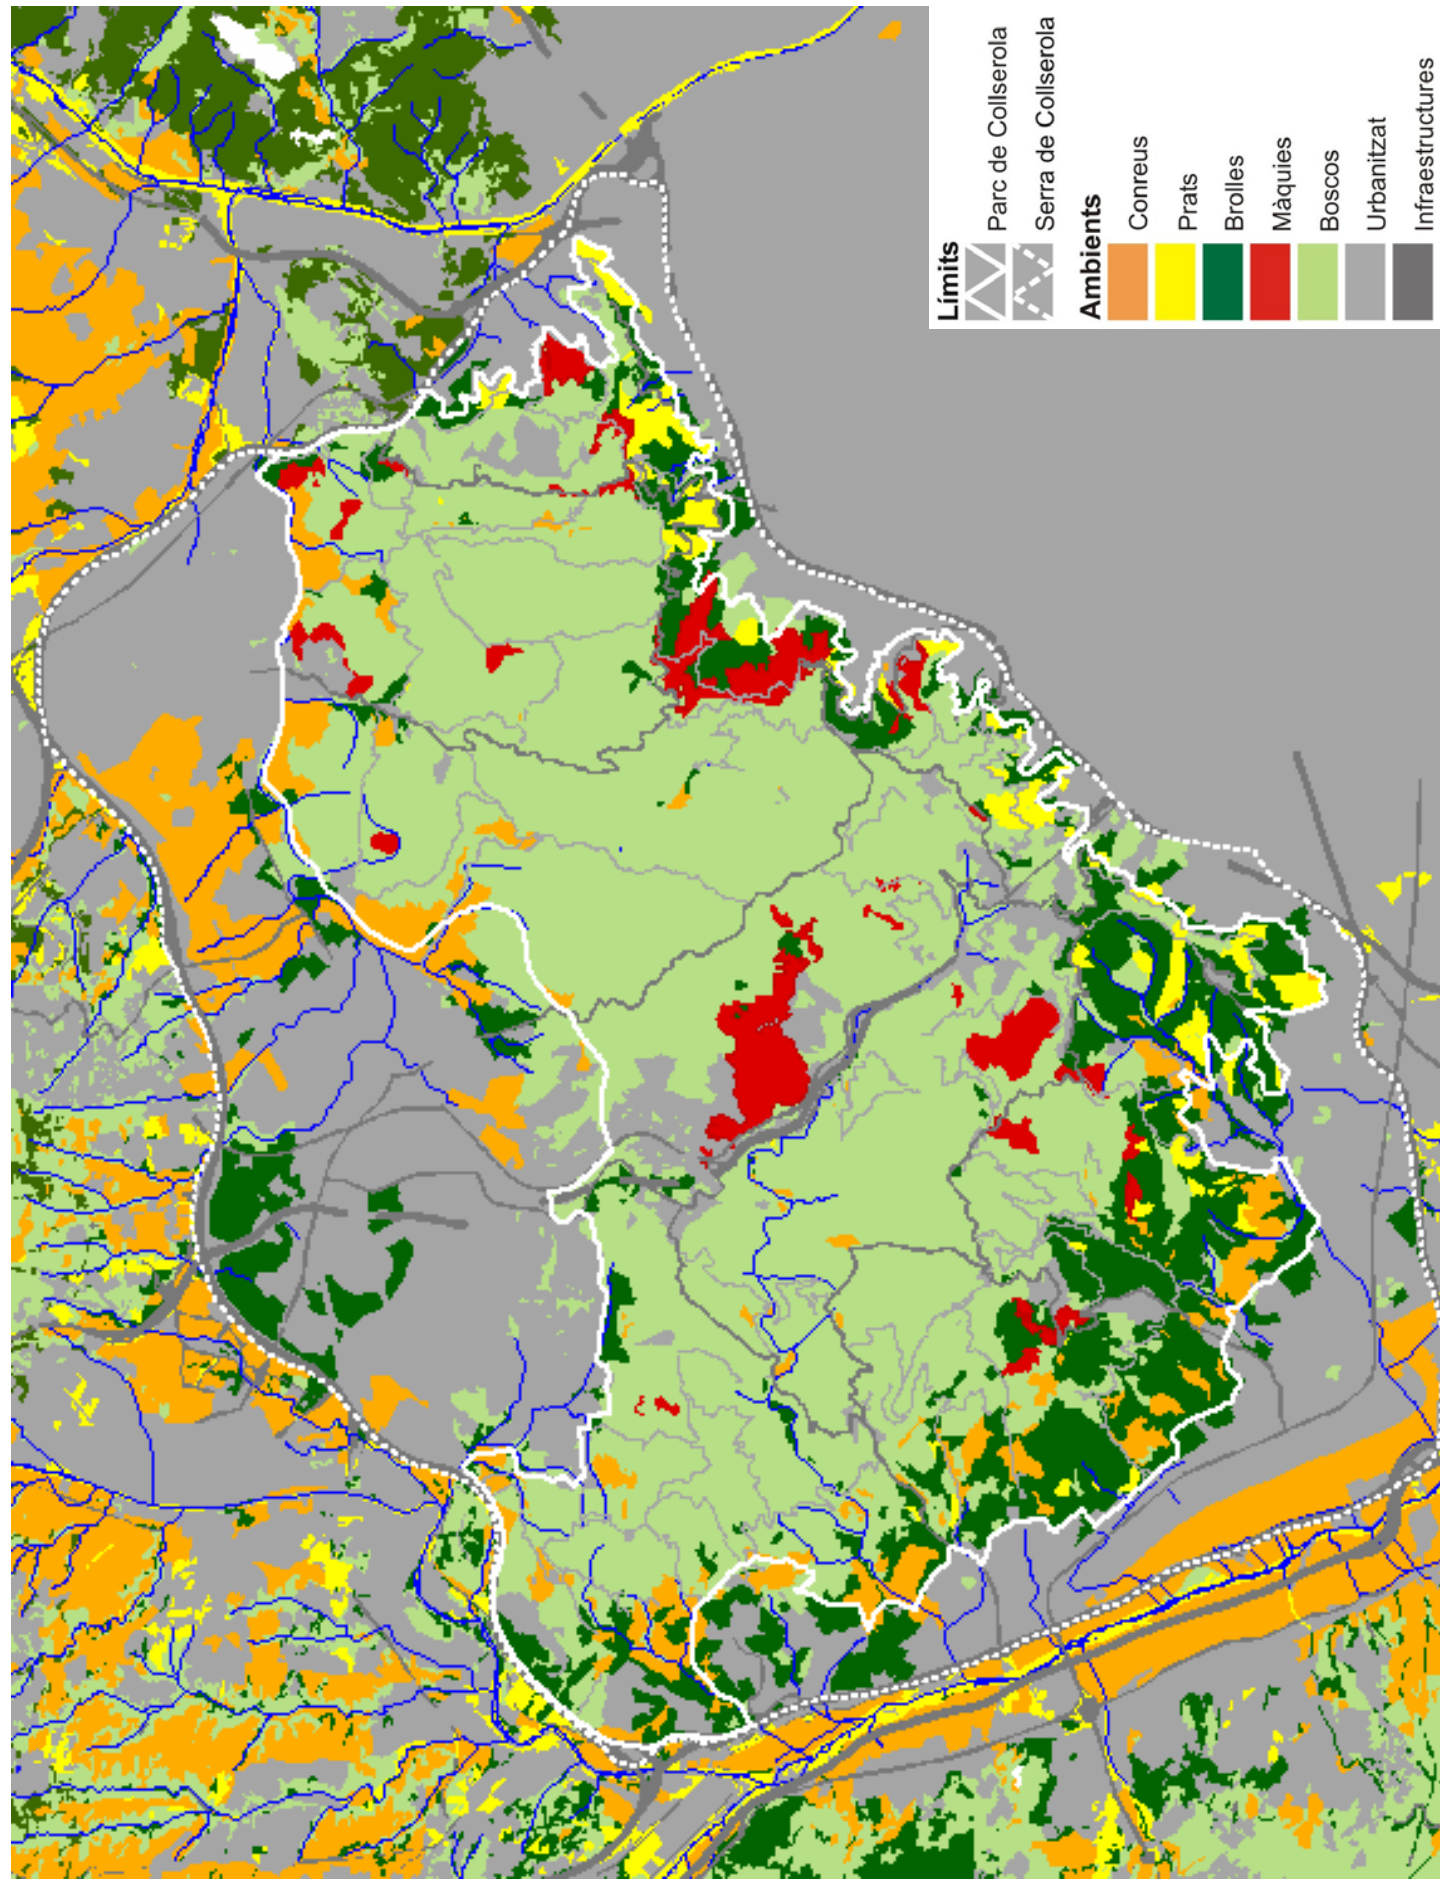 Límits
Parc de Collserola
Serra de Collserola
Ambients
Conreus
Prats
Brolles
Màquies
Boscos
Urbanitzat
Infraestructures